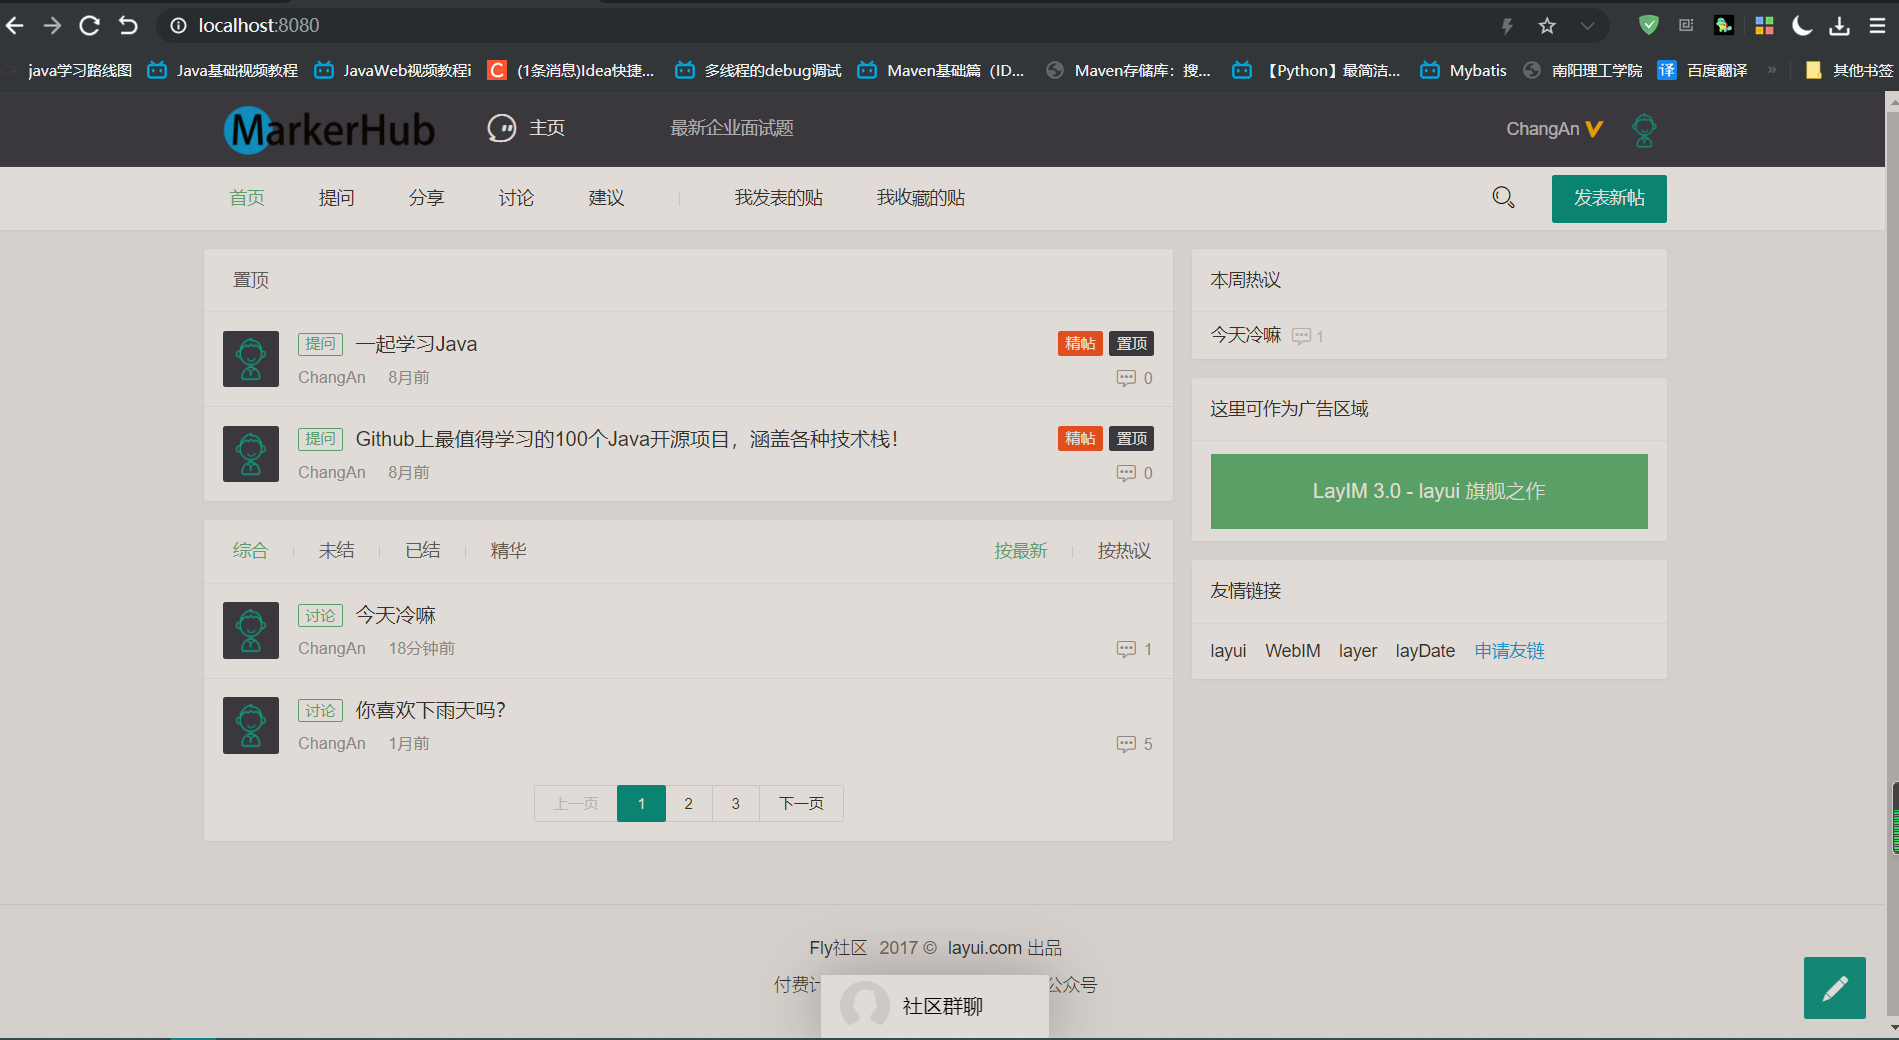 localhost:8080
java学习路线图 Java基础视频教程 JavaWeb视频教程i C (1条消息)Idea快捷... 多线程的debug调试 Maven基础篇（ID... Maven存储库：搜... 【Python】最简洁... Mybatis 南阳理工学院 译 百度翻译 » 其他书签
MarkerHub 主页 最新企业面试题 ChangAn
首页 提问 分享 讨论 建议 我发表的贴 我收藏的贴 发表新帖
置顶
提问 一起学习Java 精帖 置顶
ChangAn 8月前 0
提问 Github上最值得学习的100个Java开源项目，涵盖各种技术栈！ 精帖 置顶
ChangAn 8月前 0
综合 未结 已结 精华 按最新 按热议
讨论 今天冷嘛
ChangAn 18分钟前 1
讨论 你喜欢下雨天吗？
ChangAn 1月前 5
上一页 1 2 3 下一页
本周热议
今天冷嘛 1
这里可作为广告区域
LayIM 3.0 - layui 旗舰之作
友情链接
layui WebIM layer layDate 申请友链
Fly社区 2017 © layui.com 出品
付费 公众号
社区群聊